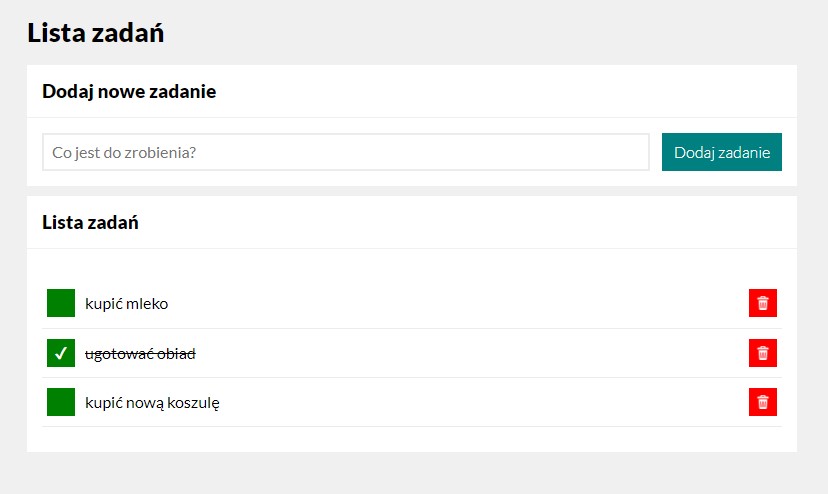 Lista zadań
Dodaj nowe zadanie
Co jest do zrobienia?
Dodaj zadanie
Lista zadań
kupić mleko
ugotować obiad
kupić nową koszulę